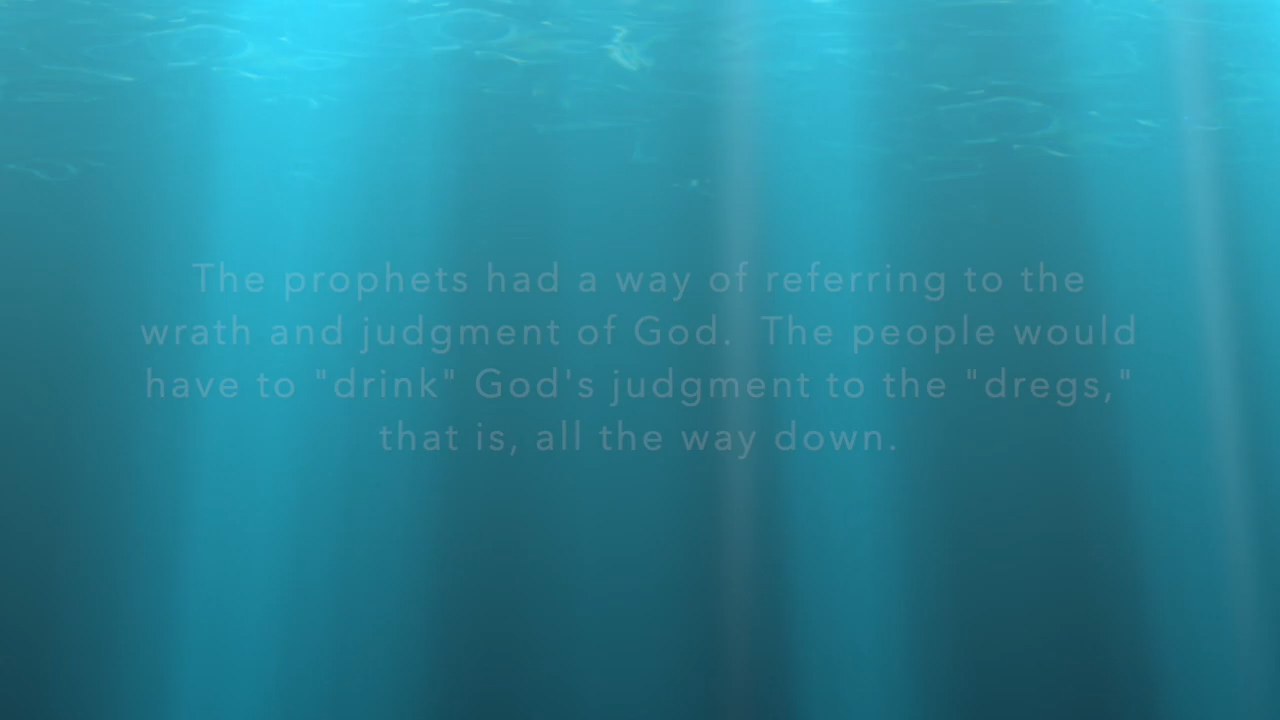 The prophets had a way of referring to the
wrath and judgment of God.  The people would
have to "drink" God's judgment to the "dregs,"
that is, all the way down.